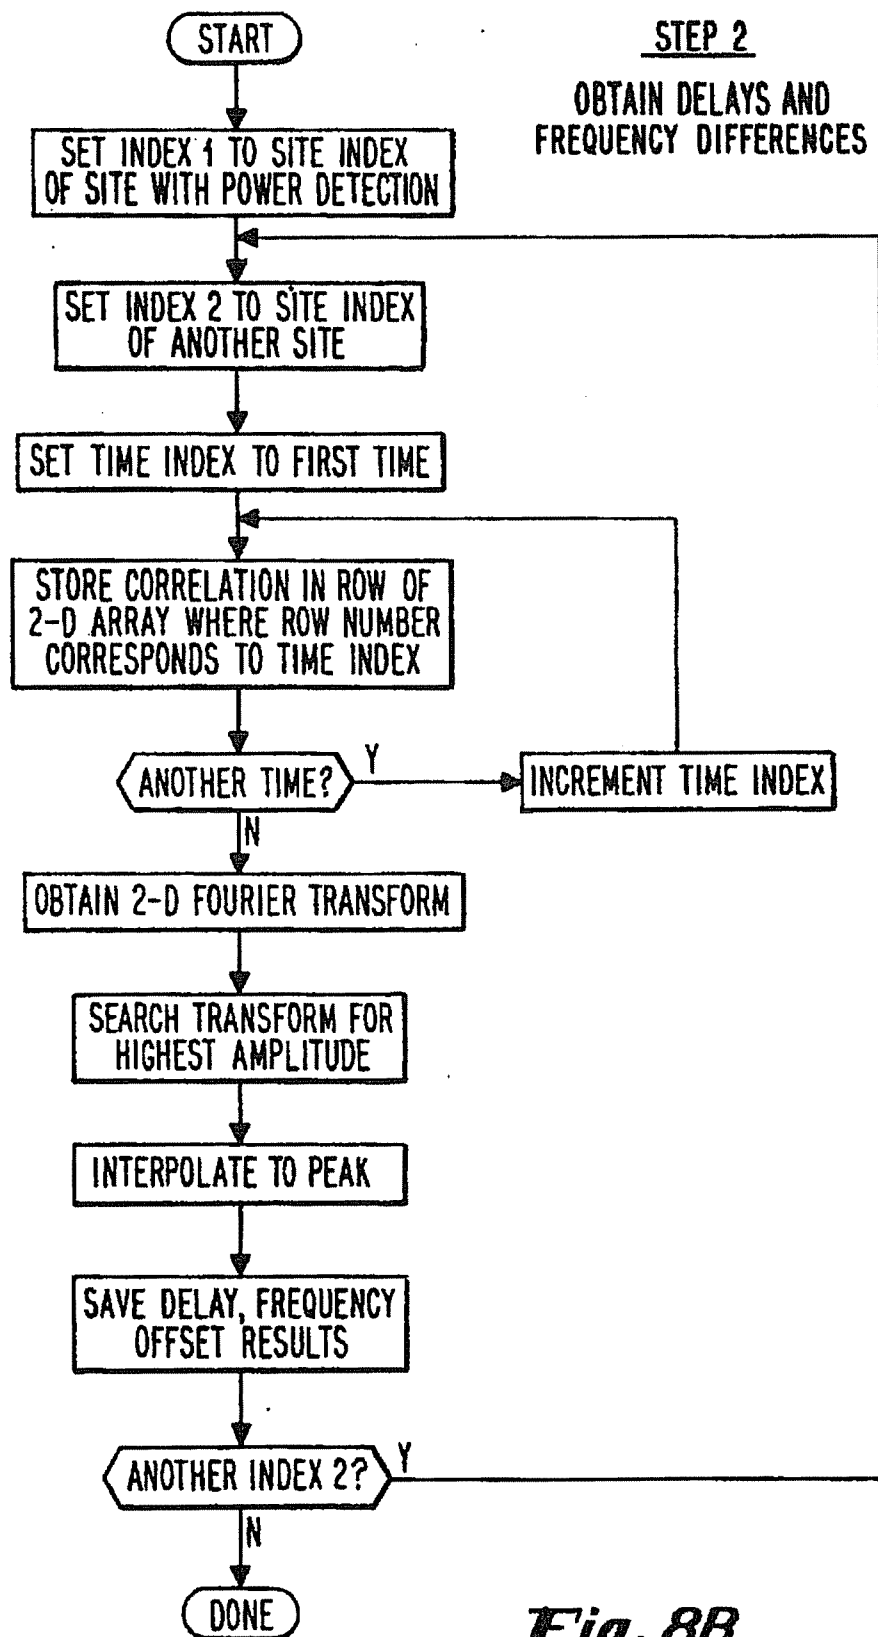 START
STEP 2
OBTAIN DELAYS AND
FREQUENCY DIFFERENCES
SET INDEX 1 TO SITE INDEX
OF SITE WITH POWER DETECTION
SET INDEX 2 TO SITE INDEX
OF ANOTHER SITE
SET TIME INDEX TO FIRST TIME
STORE CORRELATION IN ROW OF
2-D ARRAY WHERE ROW NUMBER
CORRESPONDS TO TIME INDEX
ANOTHER TIME?
Y
INCREMENT TIME INDEX
N
OBTAIN 2-D FOURIER TRANSFORM
SEARCH TRANSFORM FOR
HIGHEST AMPLITUDE
INTERPOLATE TO PEAK
SAVE DELAY, FREQUENCY
OFFSET RESULTS
ANOTHER INDEX 2?
Y
N
DONE
Fig. 8B